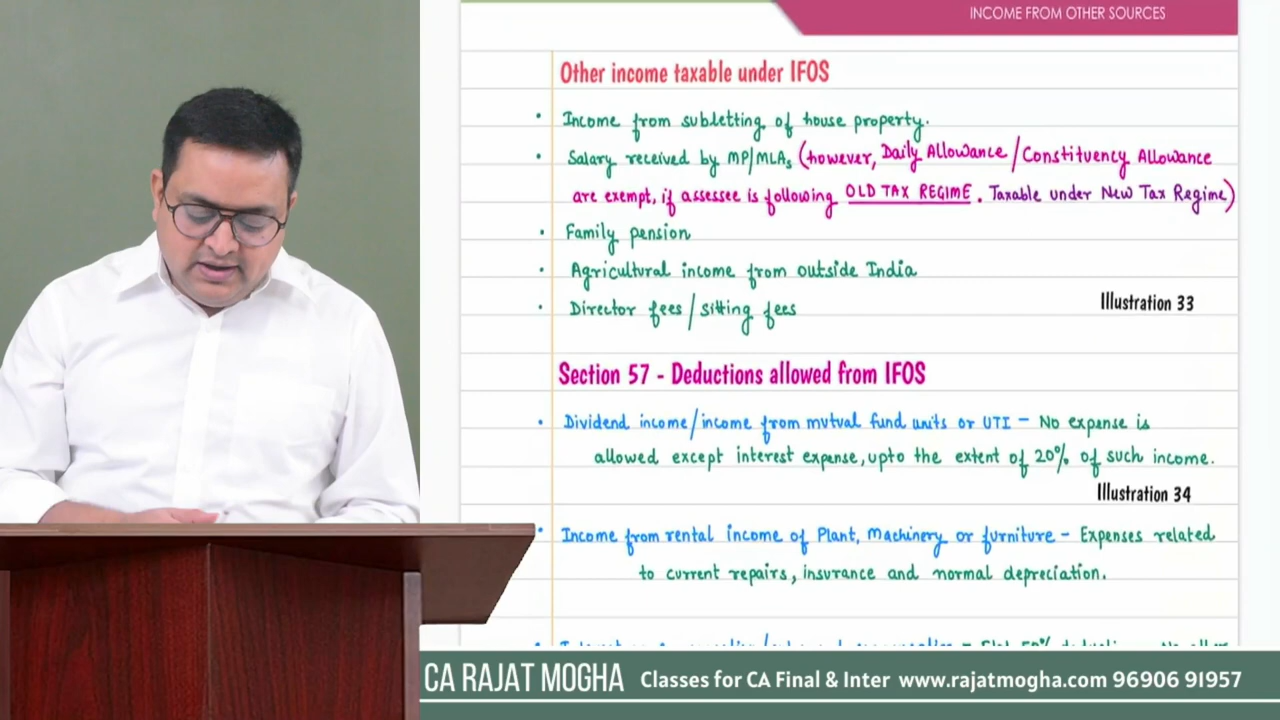 INCOME FROM OTHER SOURCES
Other income taxable under IFOS
• Income from subletting of house property.
• Salary received by MP/MLAs (however, Daily Allowance / Constituency Allowance
are exempt, if assessee is following OLD TAX REGIME. Taxable under New Tax Regime)
• Family pension
• Agricultural income from outside India
• Director fees / sitting fees
Illustration 33
Section 57 - Deductions allowed from IFOS
• Dividend income/income from mutual fund units or UTI - No expense is
allowed except interest expense, upto the extent of 20% of such income.
Illustration 34
• Income from rental income of Plant, Machinery or furniture - Expenses related
to current repairs, insurance and normal depreciation.
CA RAJAT MOGHA Classes for CA Final & Inter www.rajatmogha.com 96906 91957